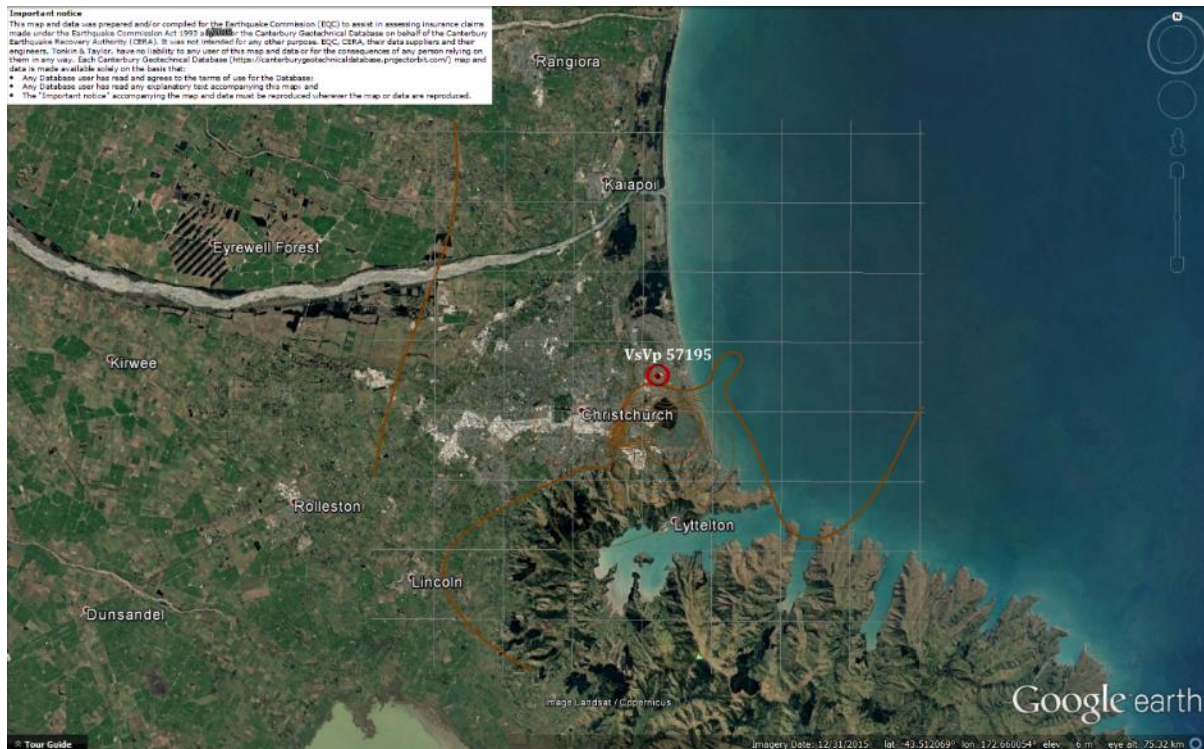 Important notice
This map and data was prepared and/or compiled for the Earthquake Commission (EQC) to assist in assessing insurance claims
made under the Earthquake Commission Act 1993 for the Canterbury Geotechnical Database on behalf of the Canterbury
Earthquake Recovery Authority (CERA). It was not intended for any other purpose. EQC, CERA, their data suppliers and their
engineers, Tonkin & Taylor, have no liability to any user of this map and data or for the consequences of any person relying on
them in any way. Each Canterbury Geotechnical Database (https://canterburygeotechnicaldatabase.projectorbit.com/) map and
data is made available solely on the basis that:
• Any Database user has read and agrees to the terms of use for the Database;
• Any Database user has read any explanatory text accompanying this map; and
• The "Important notice" accompanying the map and data must be reproduced wherever the map or data are reproduced.
N
Rangiora
Kaiapoi
Eyrewell Forest
VsVp 57195
Kirwee
Christchurch
Rolleston
Lyttelton
Lincoln
Dunsandel
Image Landsat / Copernicus
Google earth
Tour Guide
Imagery Date: 12/31/2015 lat -43.512069° lon 172.660054° elev 6 m eye alt 75.32 km